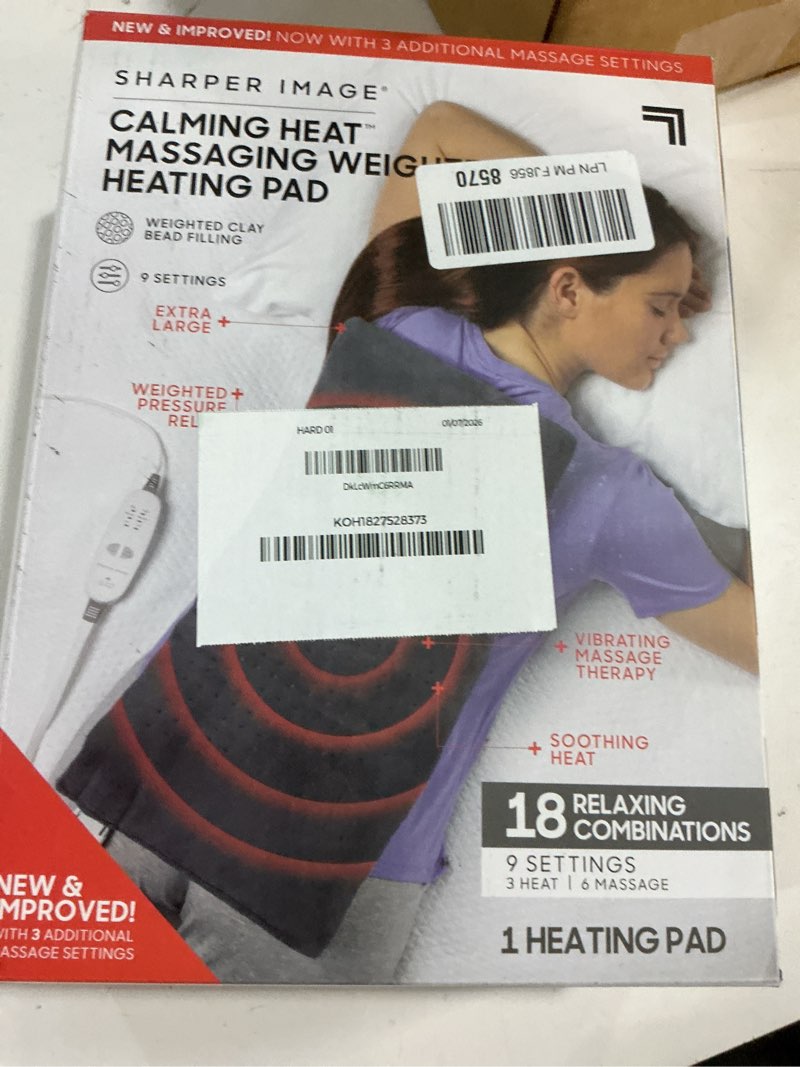 NEW & IMPROVED! NOW WITH 3 ADDITIONAL MASSAGE SETTINGS
SHARPER IMAGE®
CALMING HEAT™
MASSAGING WEIGHTE
HEATING PAD
LPN PM FJ856 8570
WEIGHTED CLAY
BEAD FILLING
9 SETTINGS
EXTRA
LARGE
WEIGHTED
PRESSURE
REL
HARD 01
01/07/2026
DkLcWmC6RRMA
KOH1827528373
VIBRATING
MASSAGE
THERAPY
SOOTHING
HEAT
18 RELAXING
COMBINATIONS
9 SETTINGS
3 HEAT | 6 MASSAGE
1 HEATING PAD
NEW &
MPROVED!
WITH 3 ADDITIONAL
ASSAGE SETTINGS